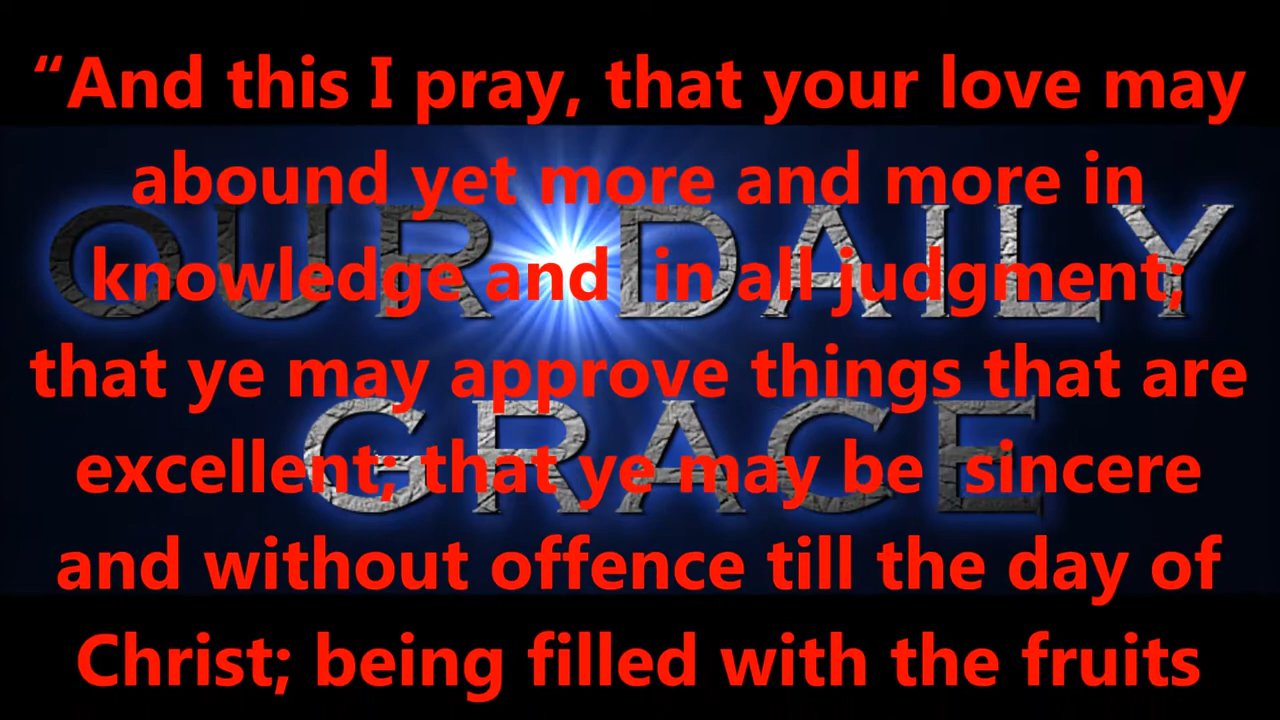 “And this I pray, that your love may
abound yet more and more in
knowledge and in all judgment;
that ye may approve things that are
excellent; that ye may be sincere
and without offence till the day of
Christ; being filled with the fruits
OUR DAILY
GRACE